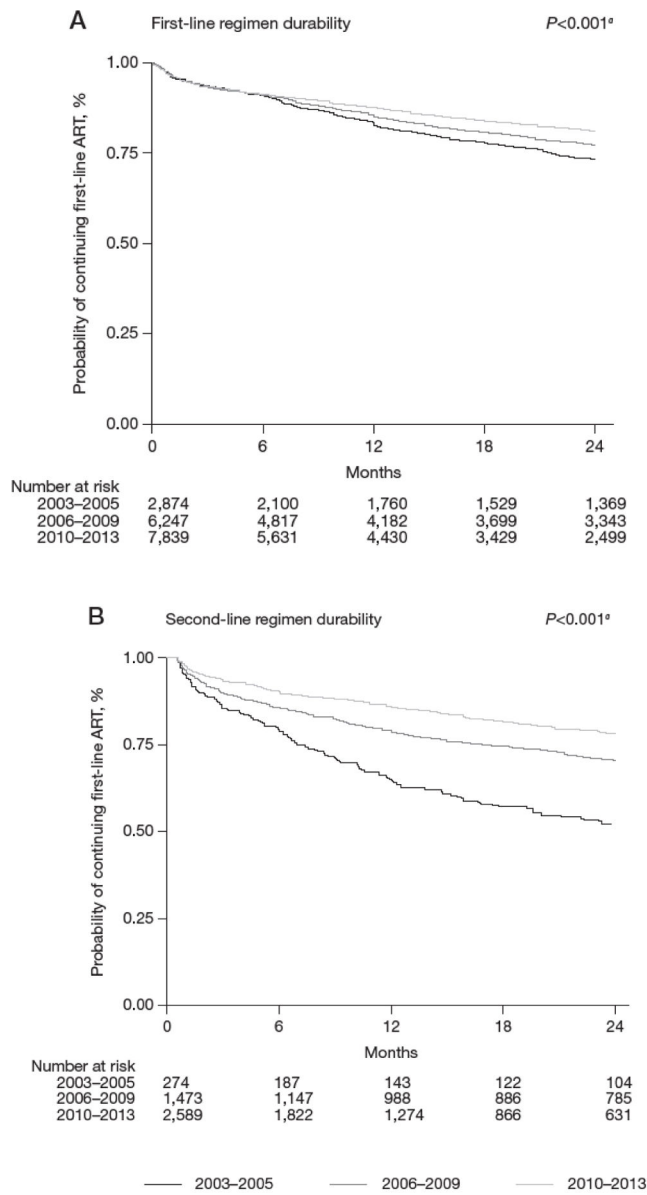 A First-line regimen durability P<0.001ª
1.00
0.75
0.50
0.25
0.00
Probability of continuing first-line ART, %
0 6 12 18 24
Months
Number at risk
2003–2005 2,874 2,100 1,760 1,529 1,369
2006–2009 6,247 4,817 4,182 3,699 3,343
2010–2013 7,839 5,631 4,430 3,429 2,499
B Second-line regimen durability P<0.001ª
1.00
0.75
0.50
0.25
0.00
Probability of continuing first-line ART, %
0 6 12 18 24
Months
Number at risk
2003–2005 274 187 143 122 104
2006–2009 1,473 1,147 988 886 785
2010–2013 2,589 1,822 1,274 866 631
2003–2005 2006–2009 2010–2013